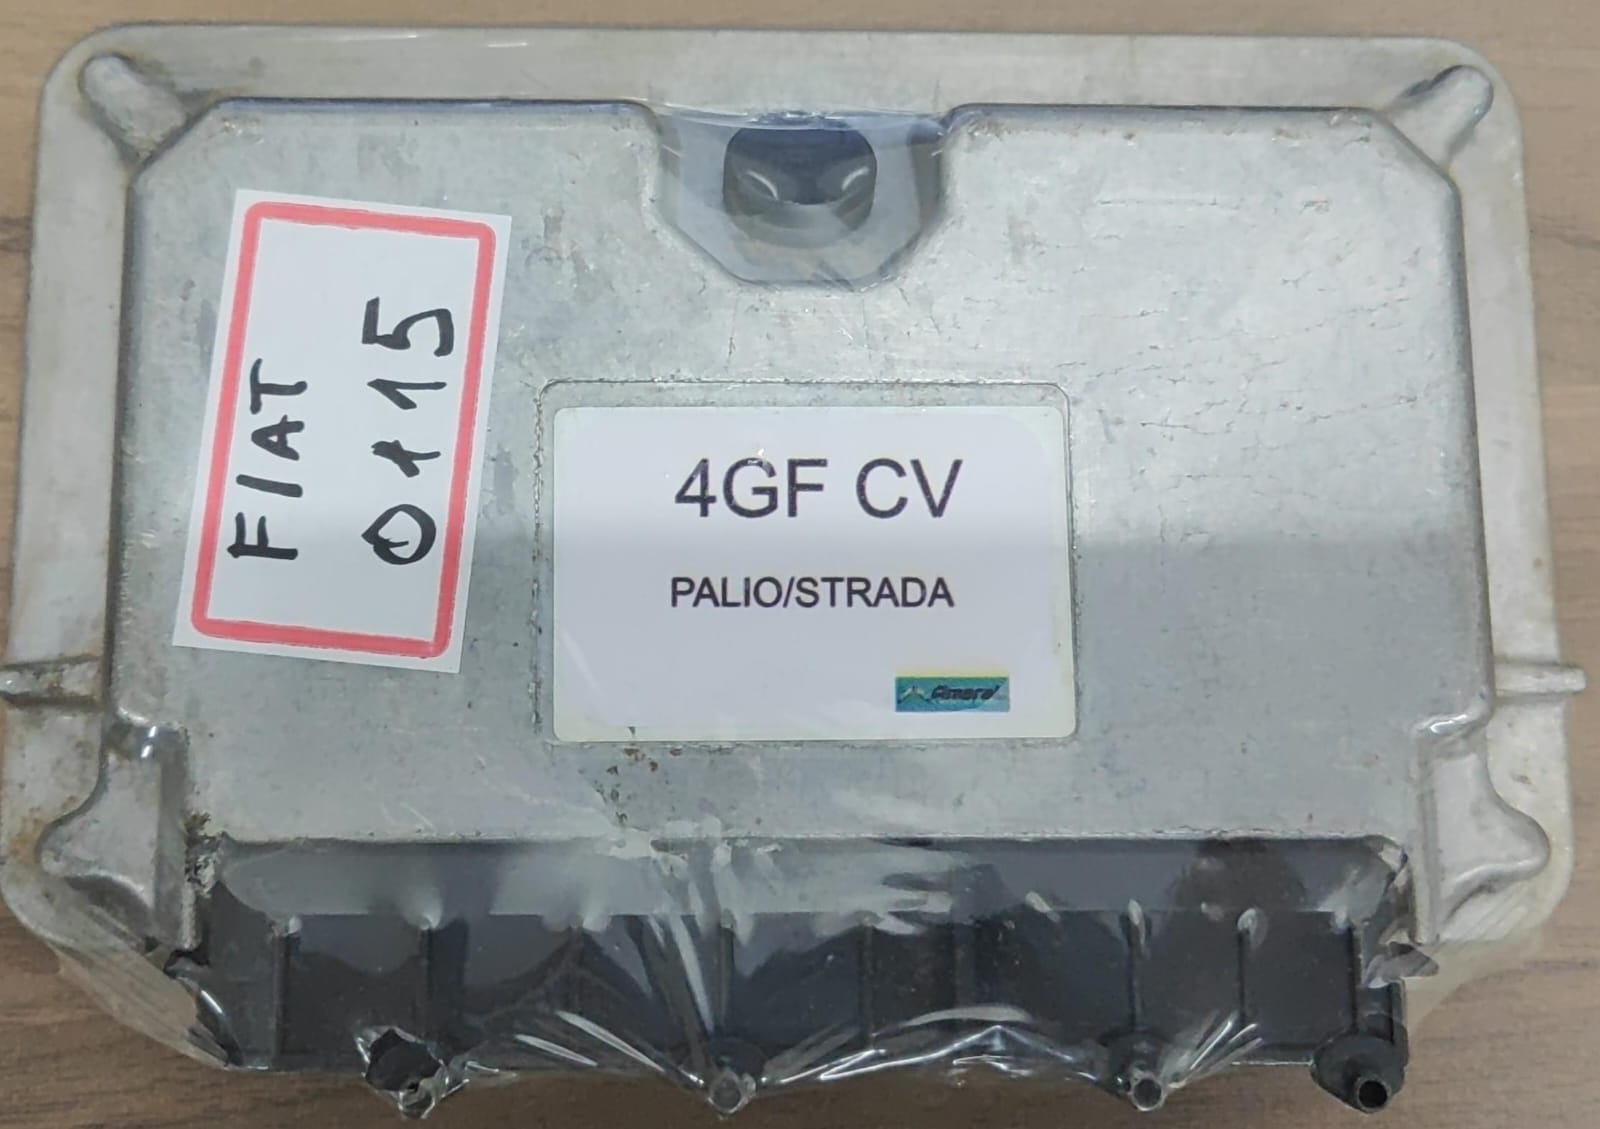 FIAT
0115
4GF CV
PALIO/STRADA